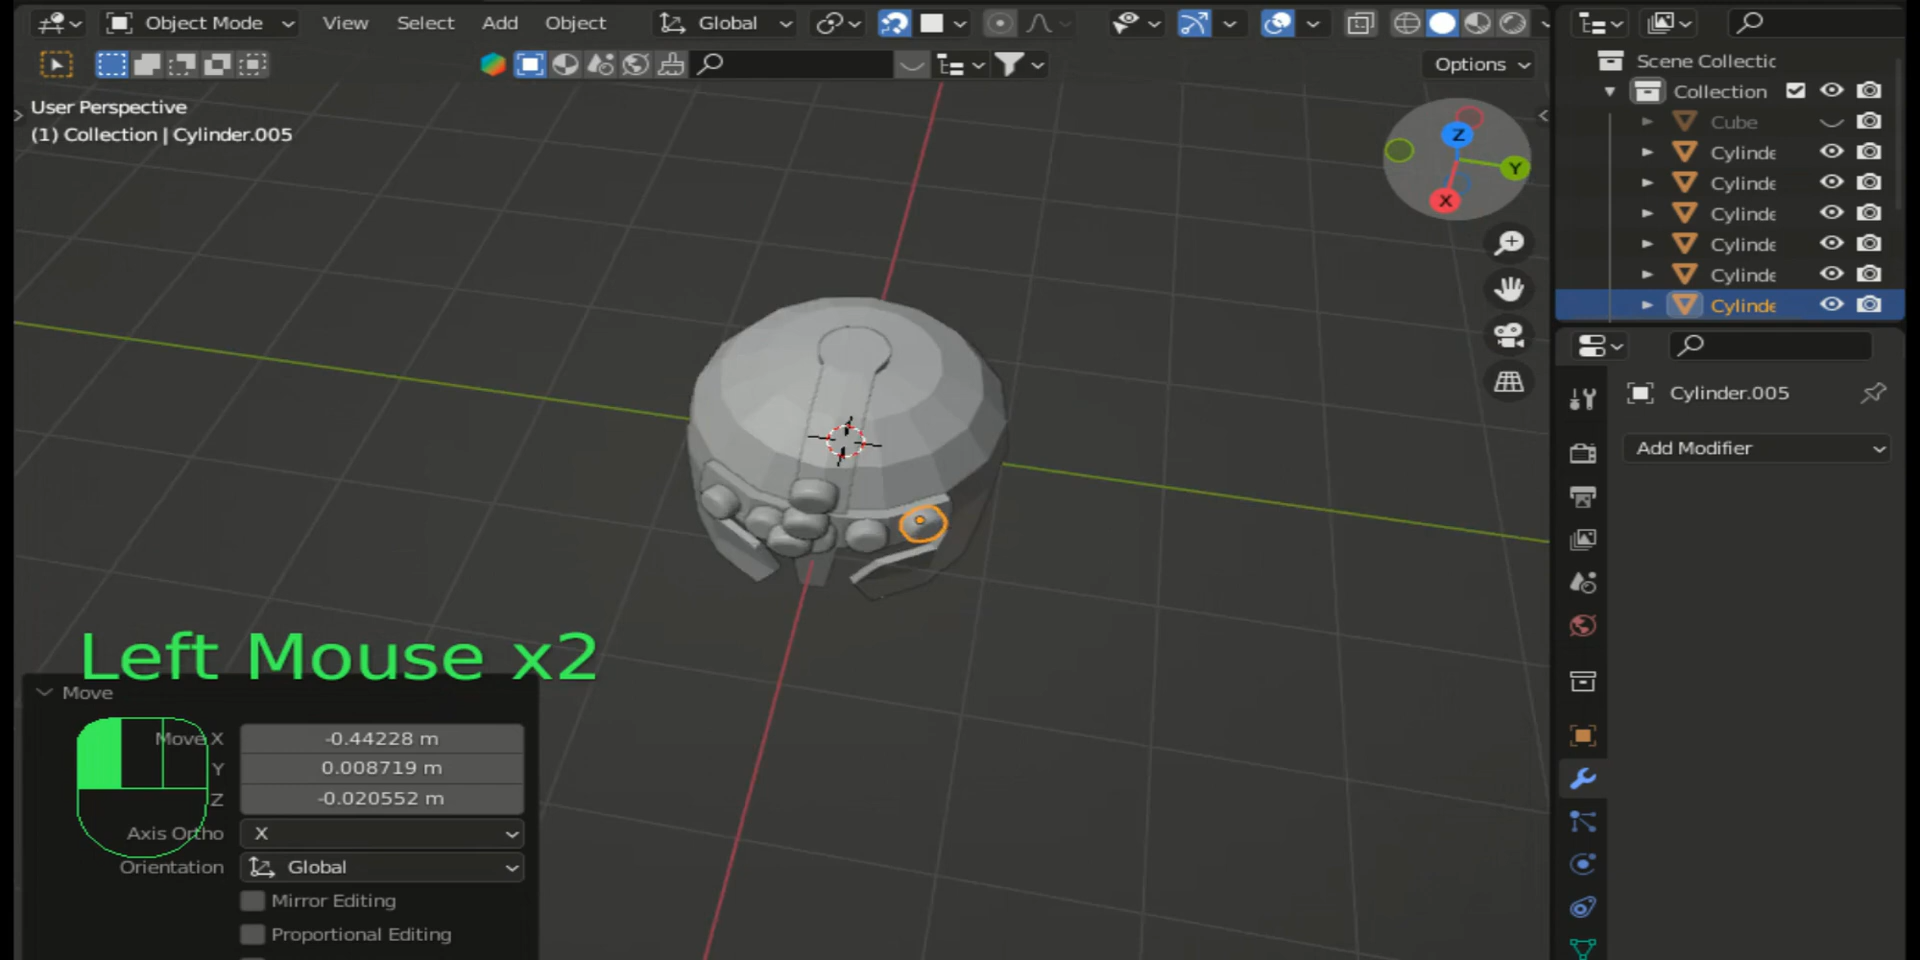 Object Mode View Select Add Object Global
Options
User Perspective
(1) Collection | Cylinder.005
Z
Y
X
Scene Collectic
Collection
Cube
Cylinde
Cylinde
Cylinde
Cylinde
Cylinde
Cylinde
Cylinder.005
Add Modifier
Left Mouse x2
Move
Move X -0.44228 m
Y 0.008719 m
Z -0.020552 m
Axis Ortho X
Orientation Global
Mirror Editing
Proportional Editing